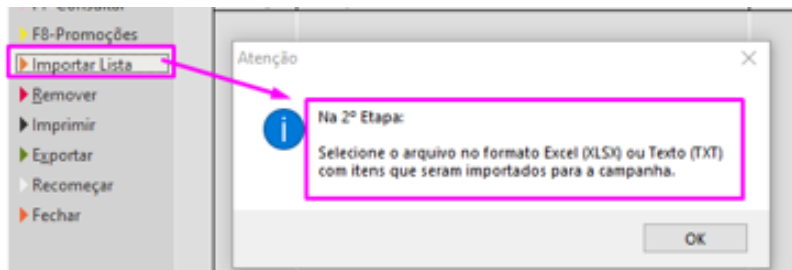 F8-Promoções
Importar Lista
Remover
Imprimir
Exportar
Recomeçar
Fechar
Atenção
Na 2ª Etapa:
Selecione o arquivo no formato Excel (XLSX) ou Texto (TXT)
com itens que seram importados para a campanha.
OK